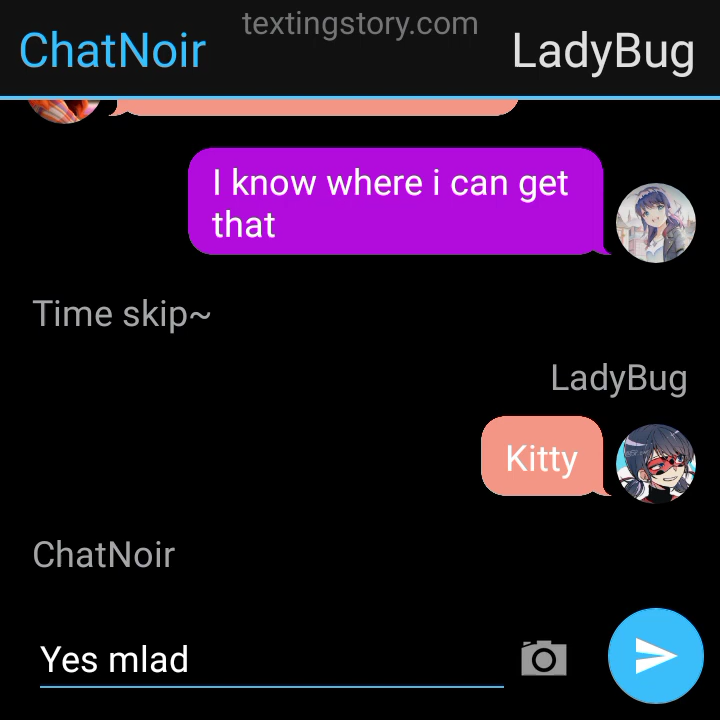 textingstory.com
ChatNoir
LadyBug
I know where i can get
that
Time skip~
LadyBug
Kitty
ChatNoir
Yes mlad